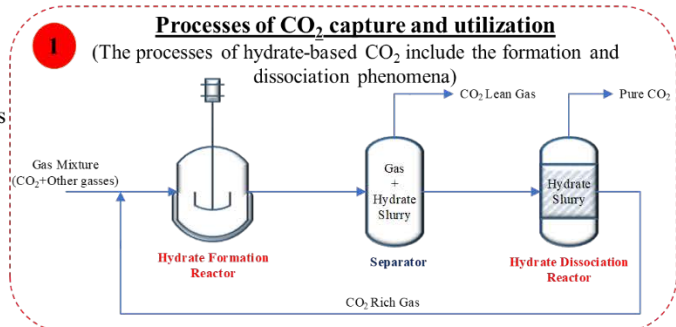 Processes of CO₂ capture and utilization
1
(The processes of hydrate-based CO₂ include the formation and
dissociation phenomena)
s
CO₂ Lean Gas
Pure CO₂
Gas Mixture
(CO₂+Other gasses)
Gas
+
Hydrate
Slurry
Hydrate
Slurry
Hydrate Formation
Reactor
Separator
Hydrate Dissociation
Reactor
CO₂ Rich Gas